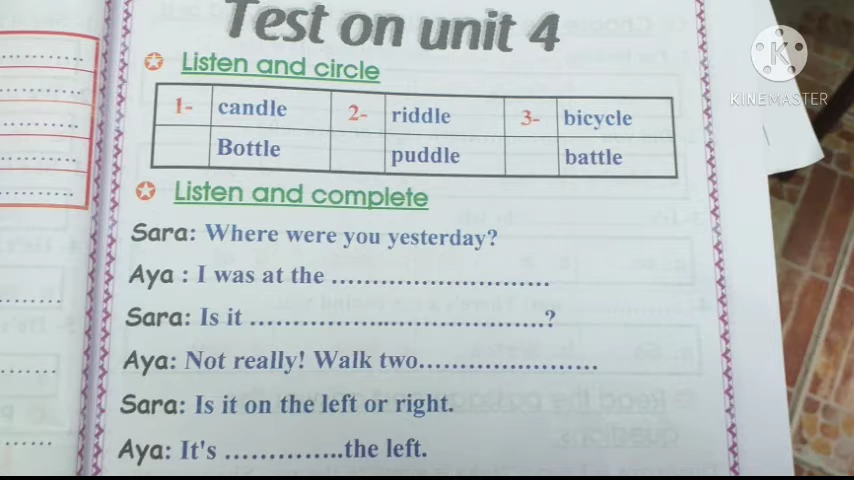 Test on unit 4
K
KINEMASTER
Listen and circle
1- candle 2- riddle 3- bicycle
Bottle puddle battle
Listen and complete
Sara: Where were you yesterday?
Aya : I was at the ..........................
Sara: Is it ...................................?
Aya: Not really! Walk two.....................
Sara: Is it on the left or right.
Aya: It's ..............the left.